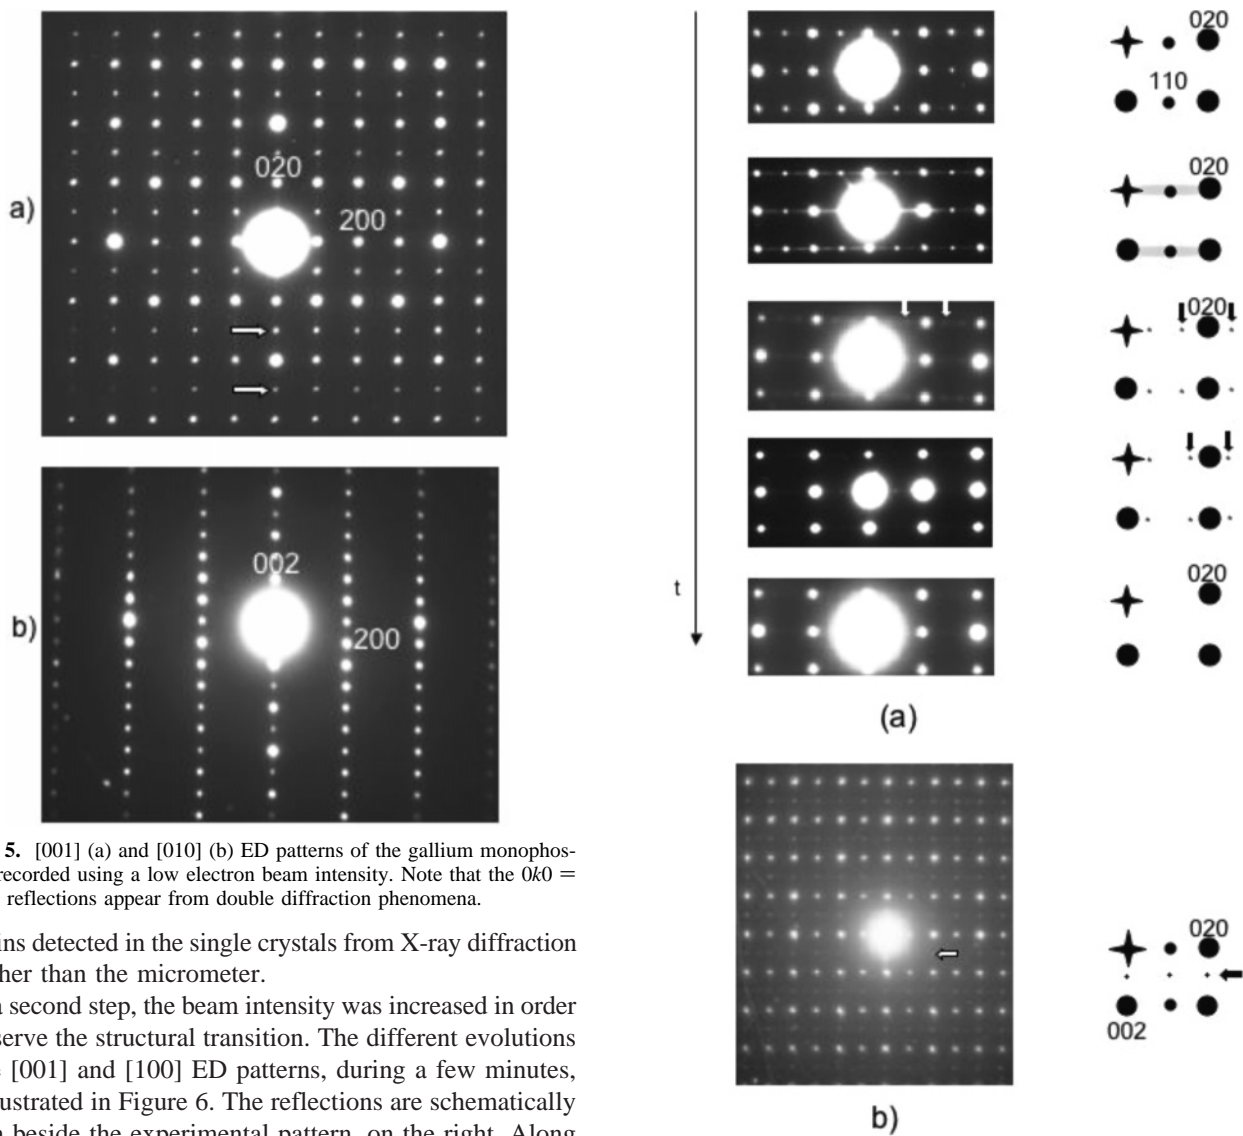 a)
020
200
b)
002
200
5. [001] (a) and [010] (b) ED patterns of the gallium monophos-
recorded using a low electron beam intensity. Note that the 0k0 =
reflections appear from double diffraction phenomena.
ins detected in the single crystals from X-ray diffraction
her than the micrometer.
a second step, the beam intensity was increased in order
serve the structural transition. The different evolutions
[001] and [100] ED patterns, during a few minutes,
ustrated in Figure 6. The reflections are schematically
beside the experimental pattern, on the right. Along
t
020
110
020
020
020
(a)
020
002
b)